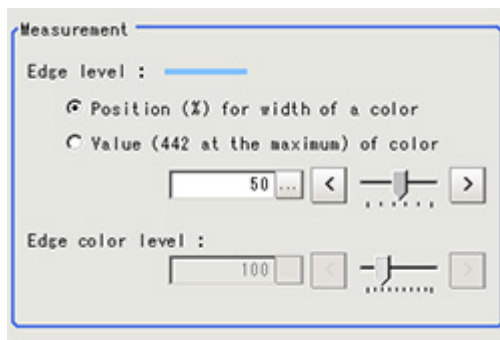 Measurement
Edge level :
Position (%) for width of a color
Value (442 at the maximum) of color
50 ... < >
Edge color level :
100 ... < >